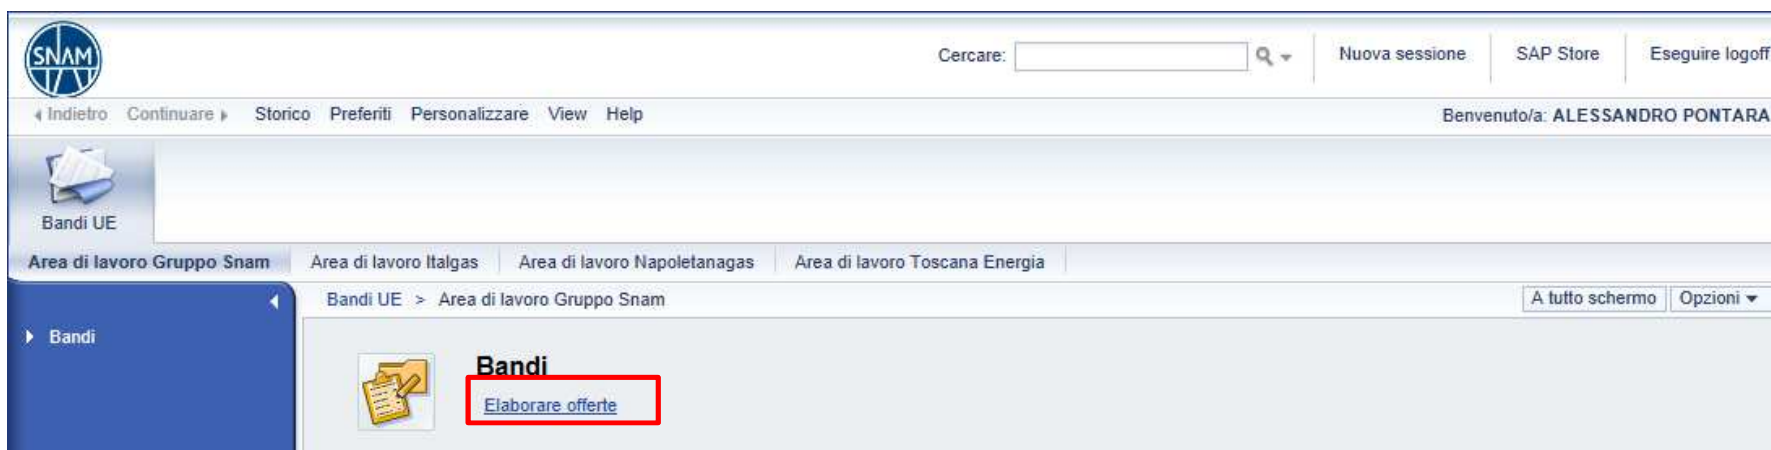 SNAM
Cercare:
Nuova sessione
SAP Store
Eseguire logoff
Indietro Continuare Storico Preferiti Personalizzare View Help
Benvenuto/a: ALESSANDRO PONTARA
Bandi UE
Area di lavoro Gruppo Snam
Area di lavoro Italgas
Area di lavoro Napoletanagas
Area di lavoro Toscana Energia
Bandi UE > Area di lavoro Gruppo Snam
A tutto schermo
Opzioni
Bandi
Bandi
Elaborare offerte